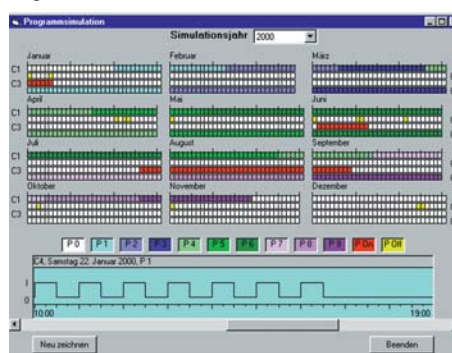 Programmsimulation
Simulationsjahr 2000
Januar Februar März
C1
C3
April Mai Juni
C1
C3
Juli August September
C1
C3
Oktober November Dezember
C1
C3
P 0 P 1 P 2 P 3 P 4 P 5 P 6 P 7 P 8 P 9 P On P Off
C4, Samstag 22. Januar 2000, P 1
1
0
10:00 19:00
Neu zeichnen Beenden